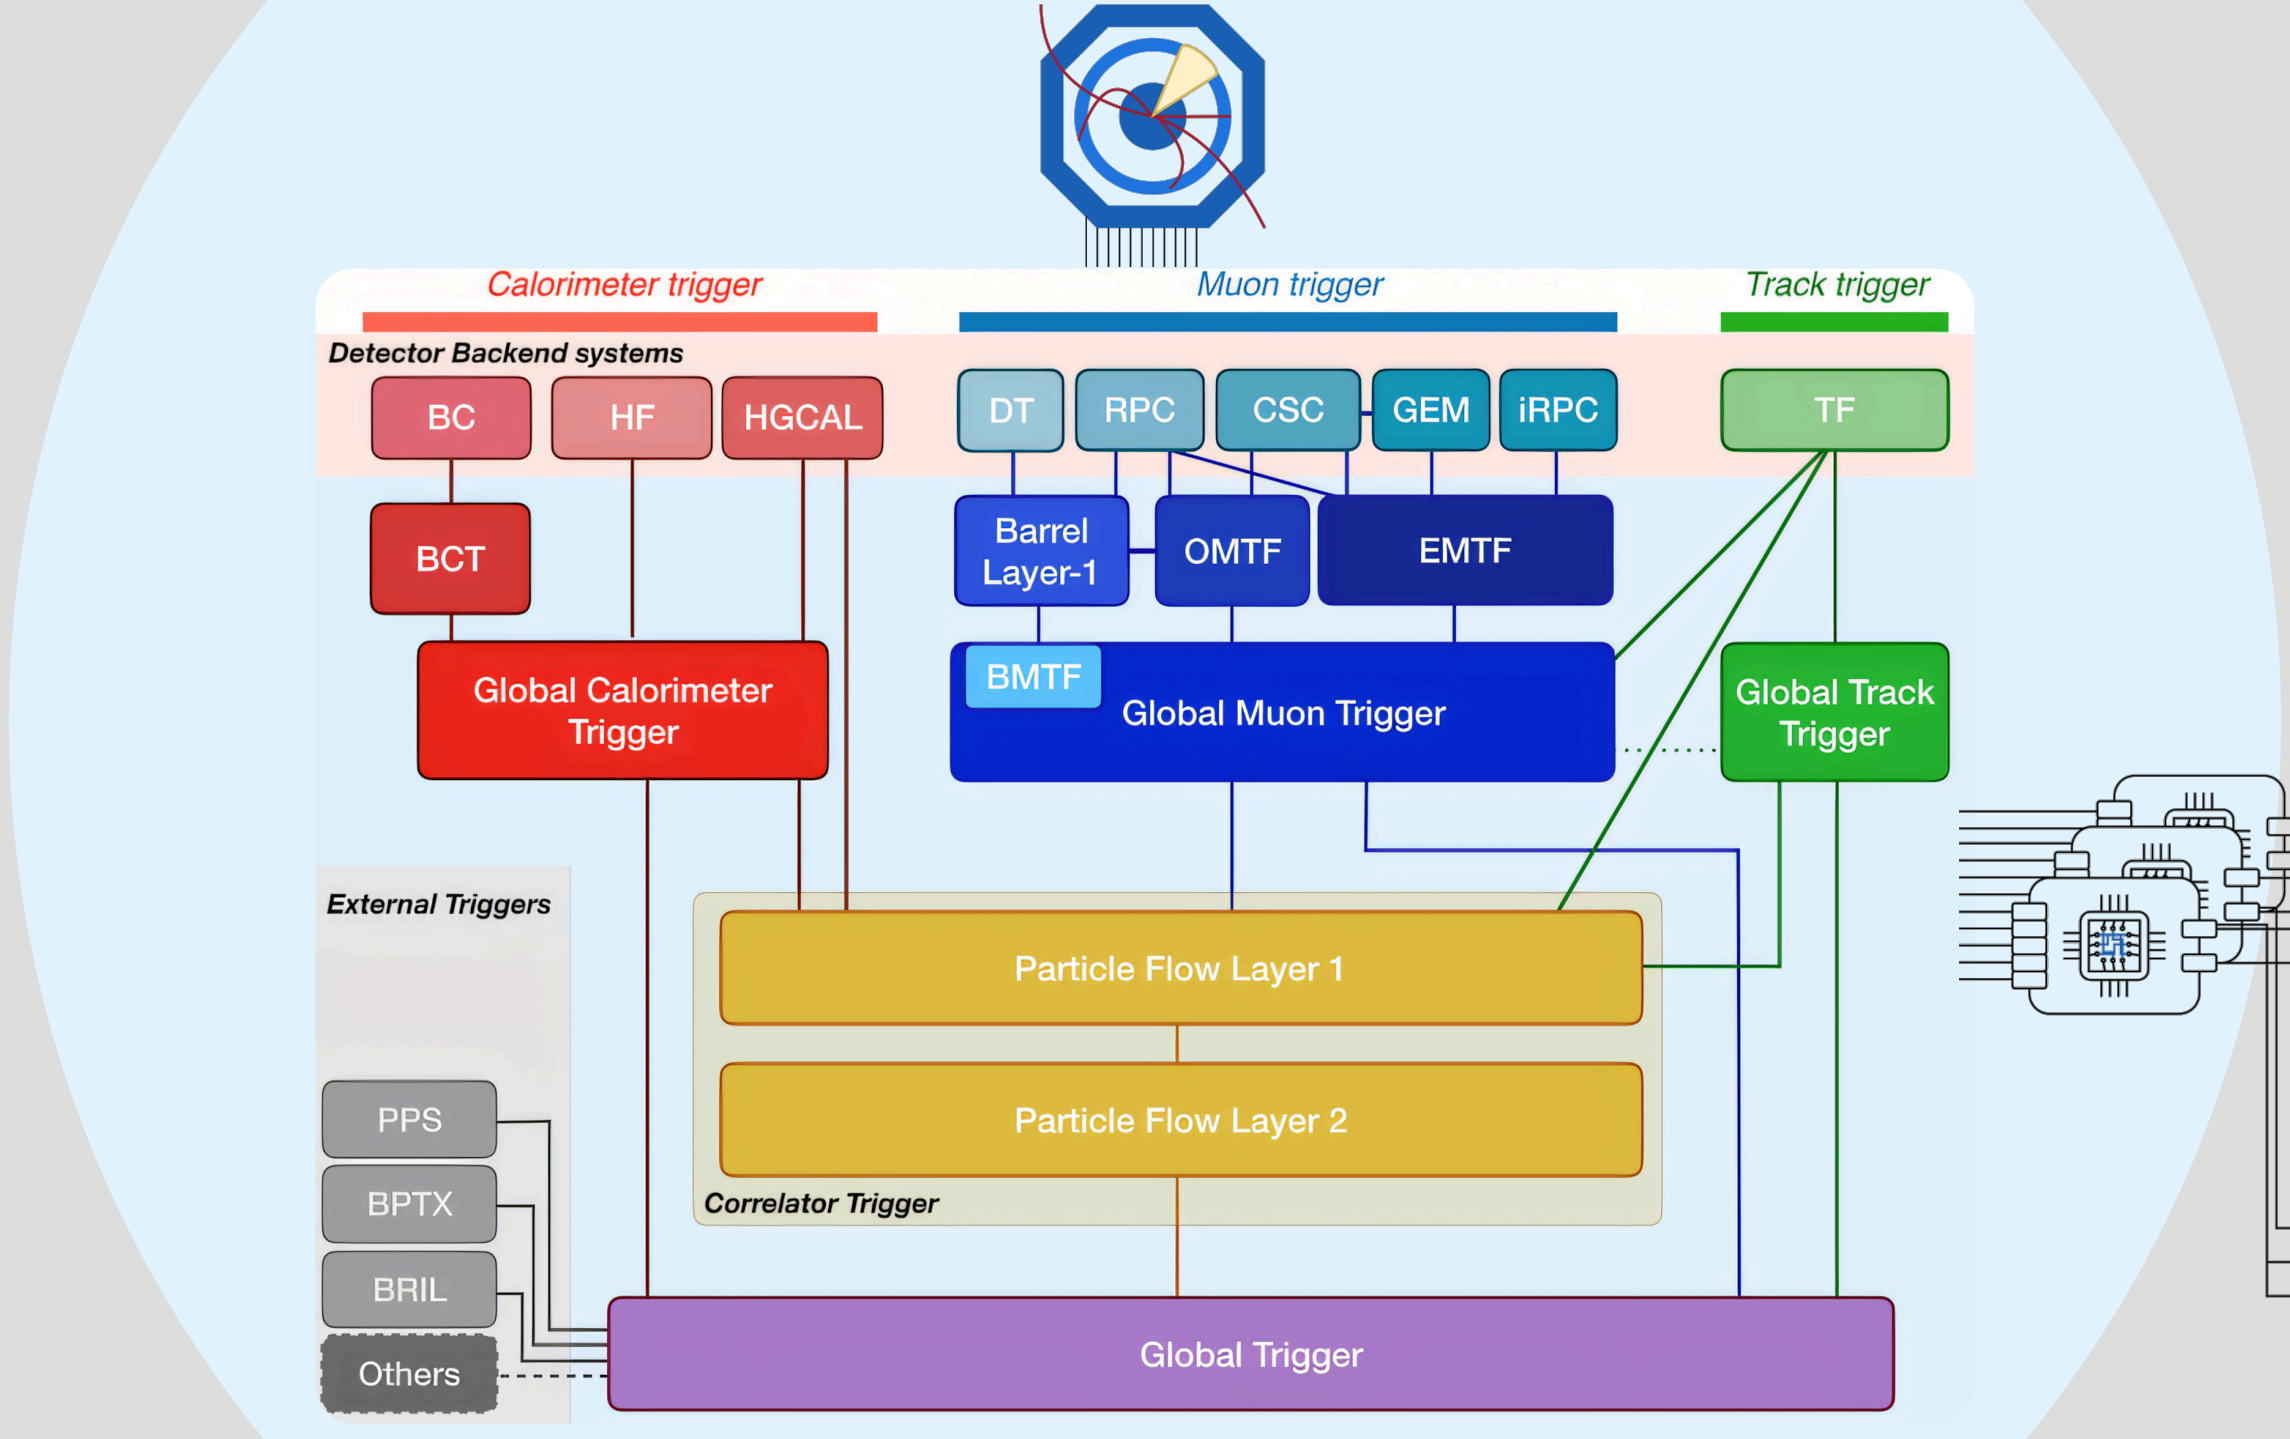 Calorimeter trigger
Muon trigger
Track trigger
Detector Backend systems
BC
HF
HGCAL
DT
RPC
CSC
GEM
iRPC
TF
BCT
Barrel
Layer-1
OMTF
EMTF
Global Calorimeter
Trigger
BMTF
Global Muon Trigger
Global Track
Trigger
External Triggers
Particle Flow Layer 1
Particle Flow Layer 2
Correlator Trigger
PPS
BPTX
BRIL
Others
Global Trigger